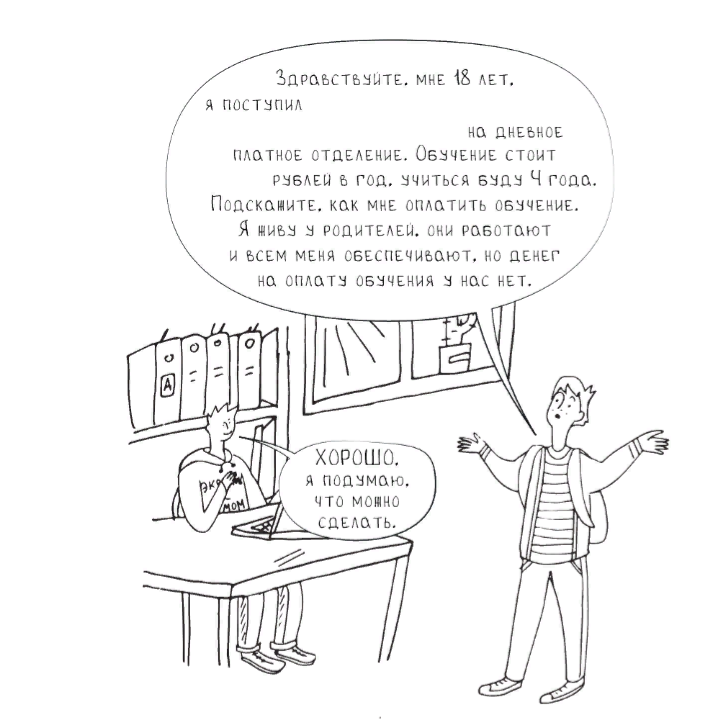 Здравствуйте, мне 18 лет,
я поступил
на дневное
платное отделение. Обучение стоит
рублей в год, учиться буду 4 года.
Подскажите, как мне оплатить обучение.
Я живу у родителей, они работают
и всем меня обеспечивают, но денег
на оплату обучения у нас нет.
А
ХОРОШО,
я подумаю,
что можно
сделать.
МОМ